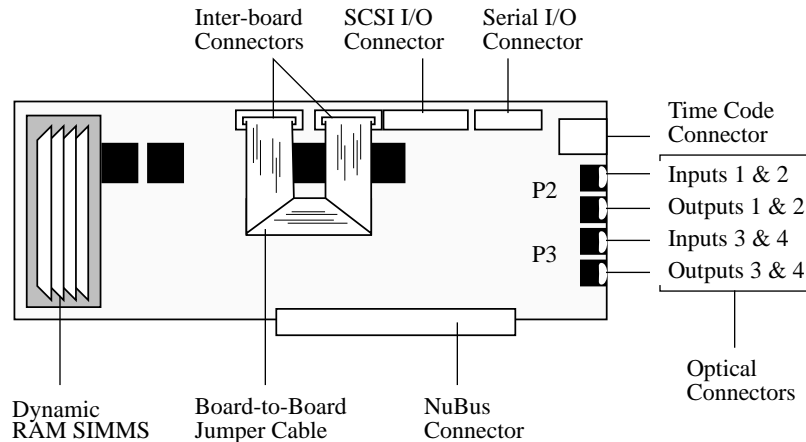 Inter-board
Connectors
SCSI I/O
Connector
Serial I/O
Connector
Time Code
Connector
P2
Inputs 1 & 2
Outputs 1 & 2
P3
Inputs 3 & 4
Outputs 3 & 4
Optical
Connectors
Dynamic
RAM SIMMS
Board-to-Board
Jumper Cable
NuBus
Connector